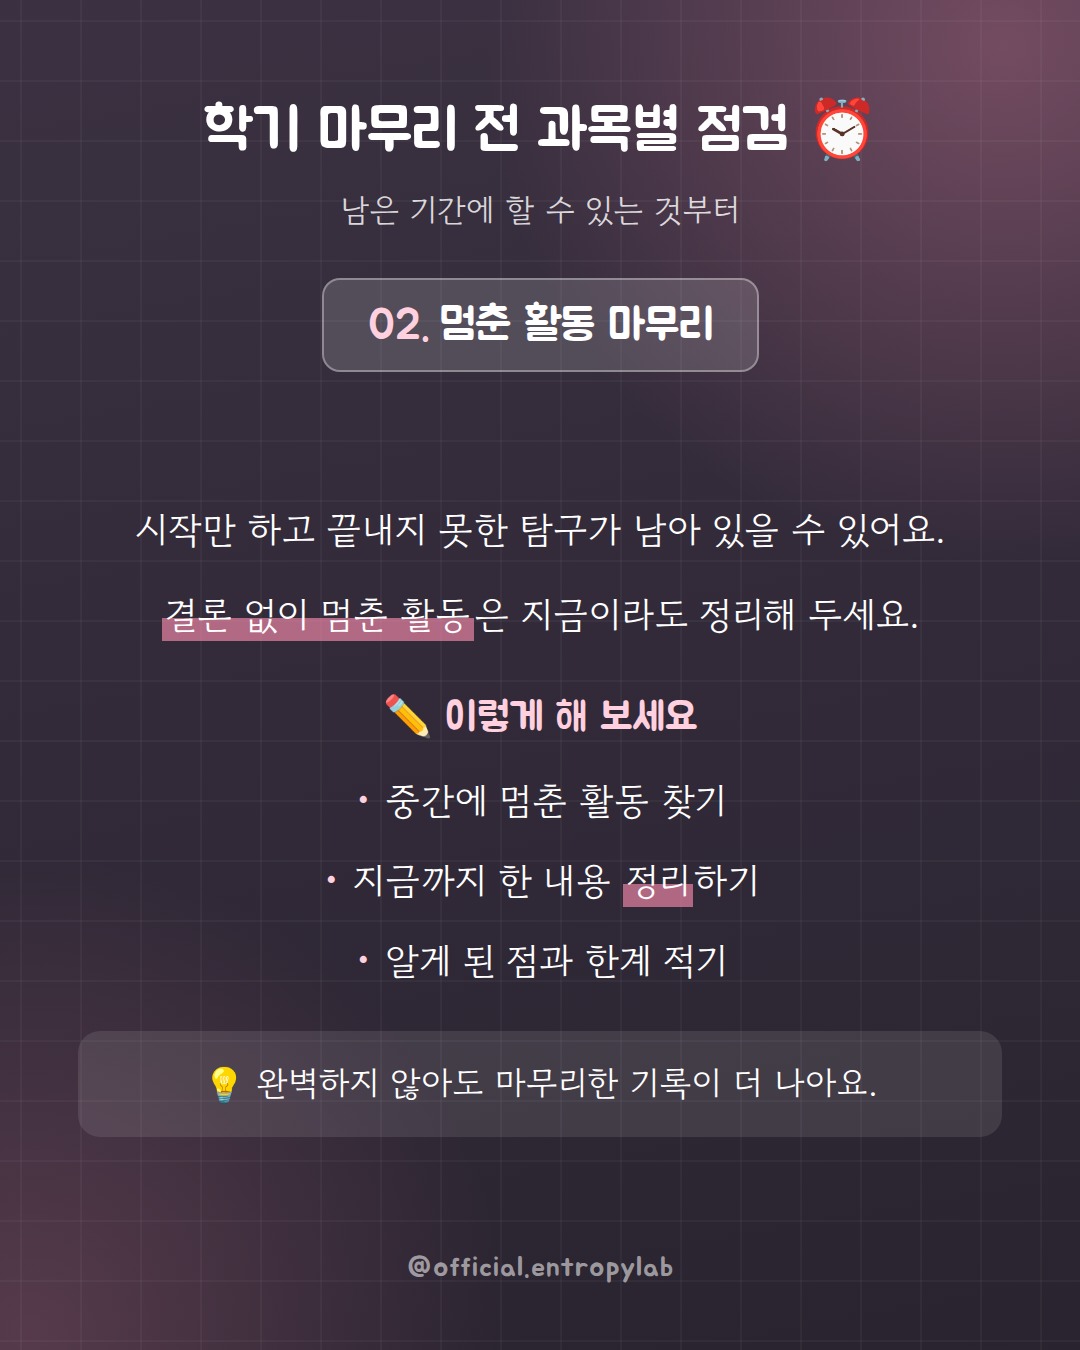 학기 마무리 전 과목별 점검 ⏰
남은 기간에 할 수 있는 것부터
02. 멈춘 활동 마무리
시작만 하고 끝내지 못한 탐구가 남아 있을 수 있어요.
결론 없이 멈춘 활동은 지금이라도 정리해 두세요.
✏️ 이렇게 해 보세요
• 중간에 멈춘 활동 찾기
• 지금까지 한 내용 정리하기
• 알게 된 점과 한계 적기
💡 완벽하지 않아도 마무리한 기록이 더 나아요.
@official.entropylab